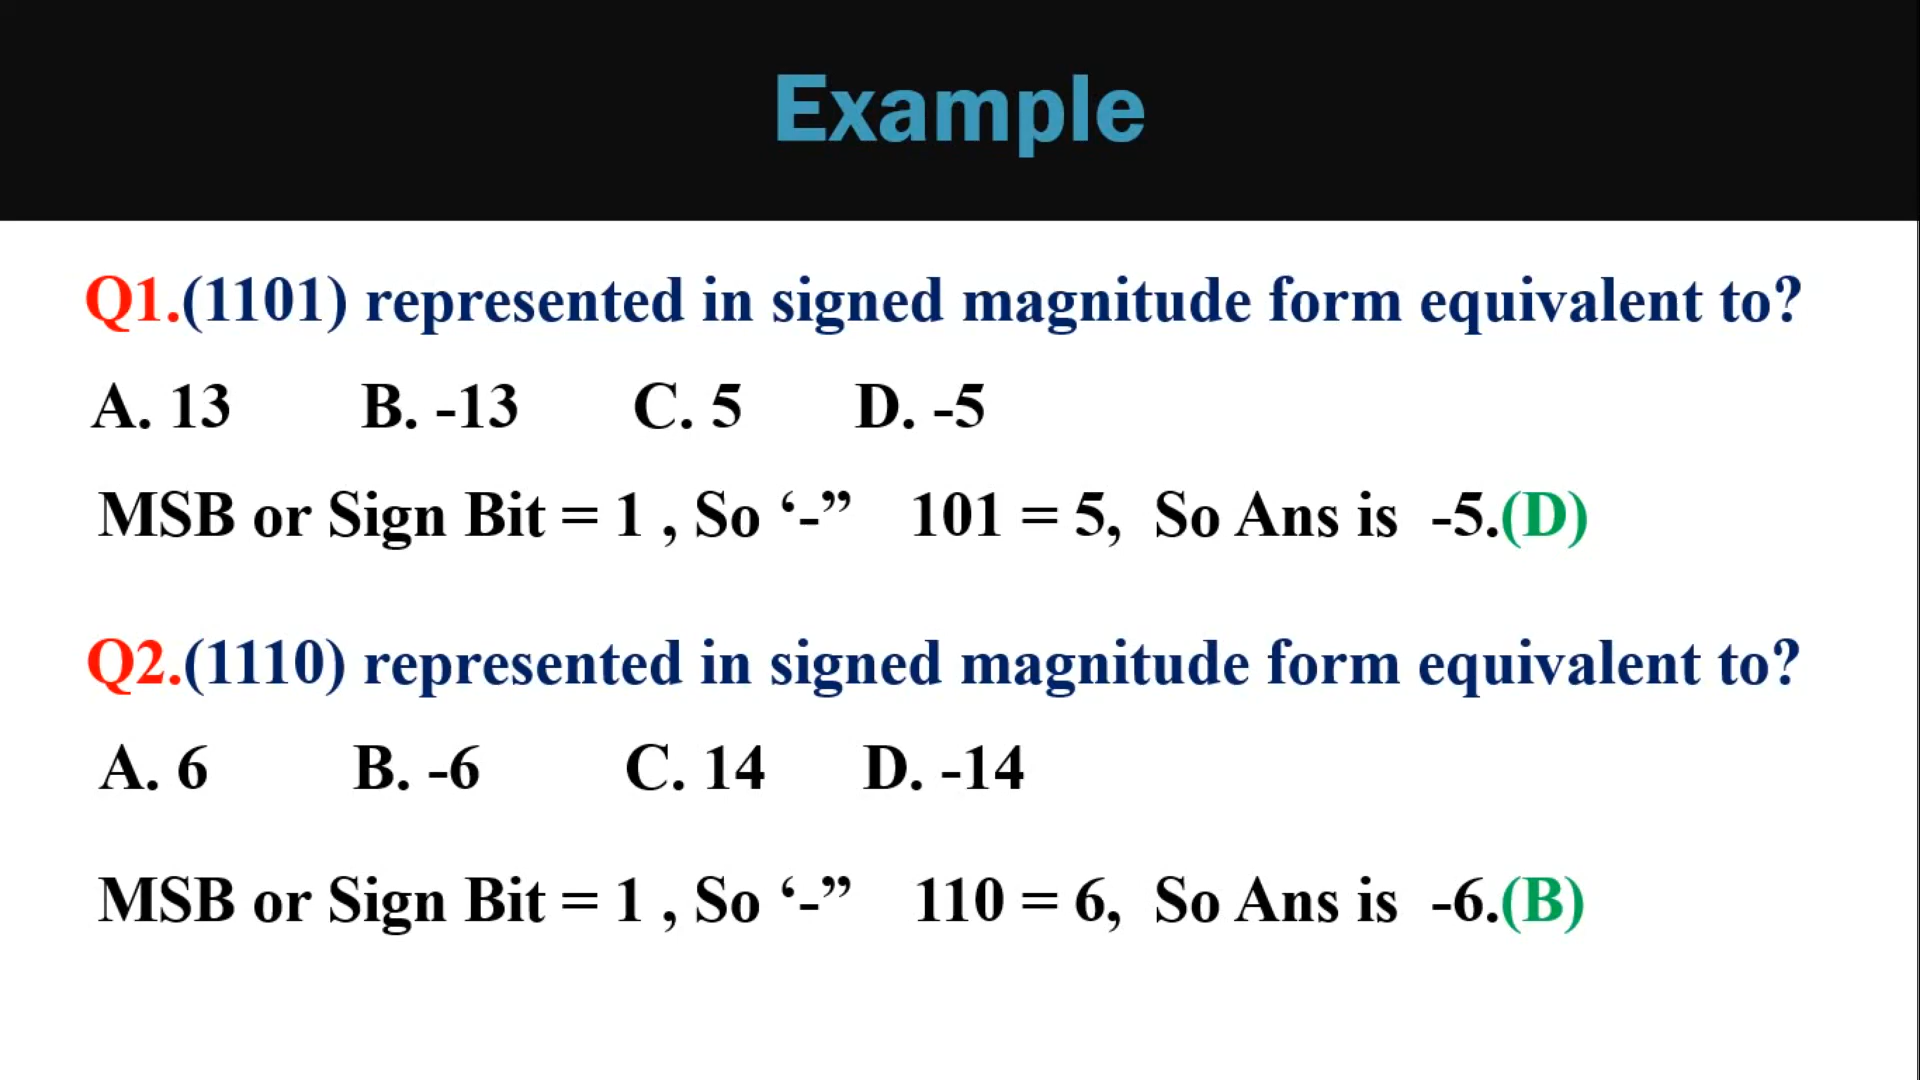 Example
Q1.(1101) represented in signed magnitude form equivalent to?
A. 13 B. -13 C. 5 D. -5
MSB or Sign Bit = 1 , So ‘-” 101 = 5, So Ans is -5.(D)
Q2.(1110) represented in signed magnitude form equivalent to?
A. 6 B. -6 C. 14 D. -14
MSB or Sign Bit = 1 , So ‘-” 110 = 6, So Ans is -6.(B)